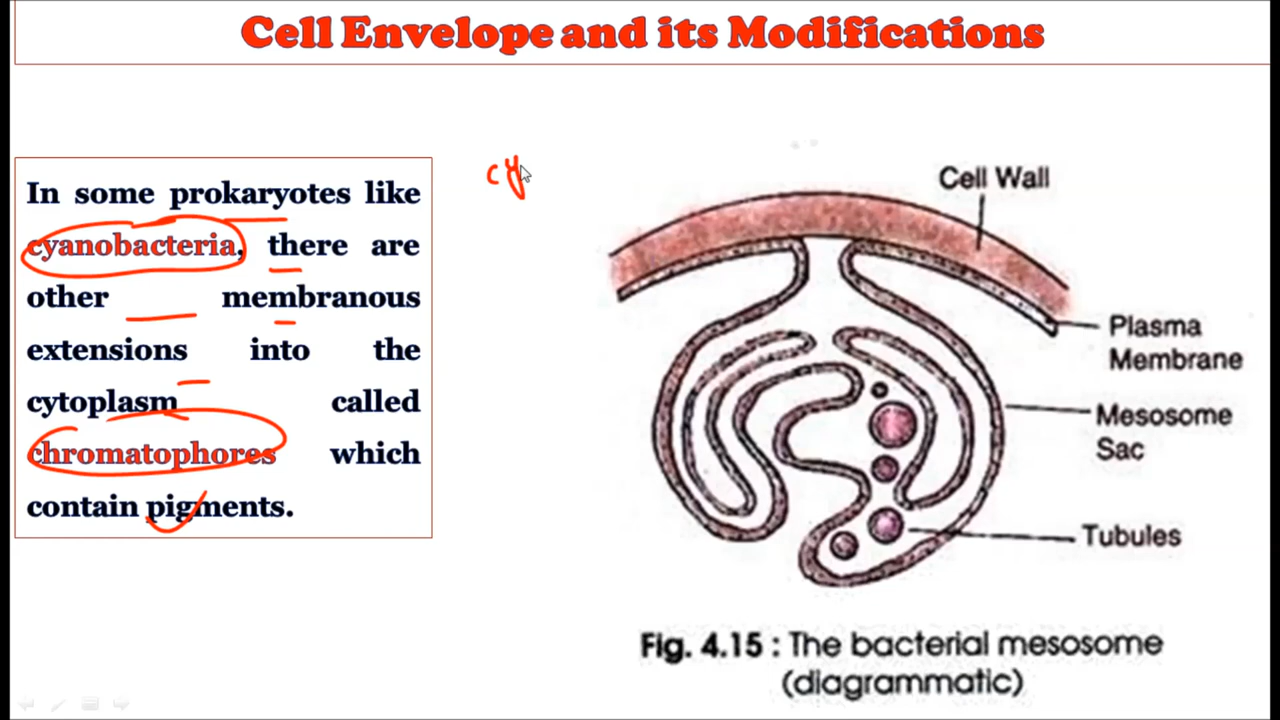 Cell Envelope and its Modifications
In some prokaryotes like
cyanobacteria, there are
other membranous
extensions into the
cytoplasm called
chromatophores which
contain pigments.
cy
Cell Wall
Plasma
Membrane
Mesosome
Sac
Tubules
Fig. 4.15 : The bacterial mesosome
(diagrammatic)